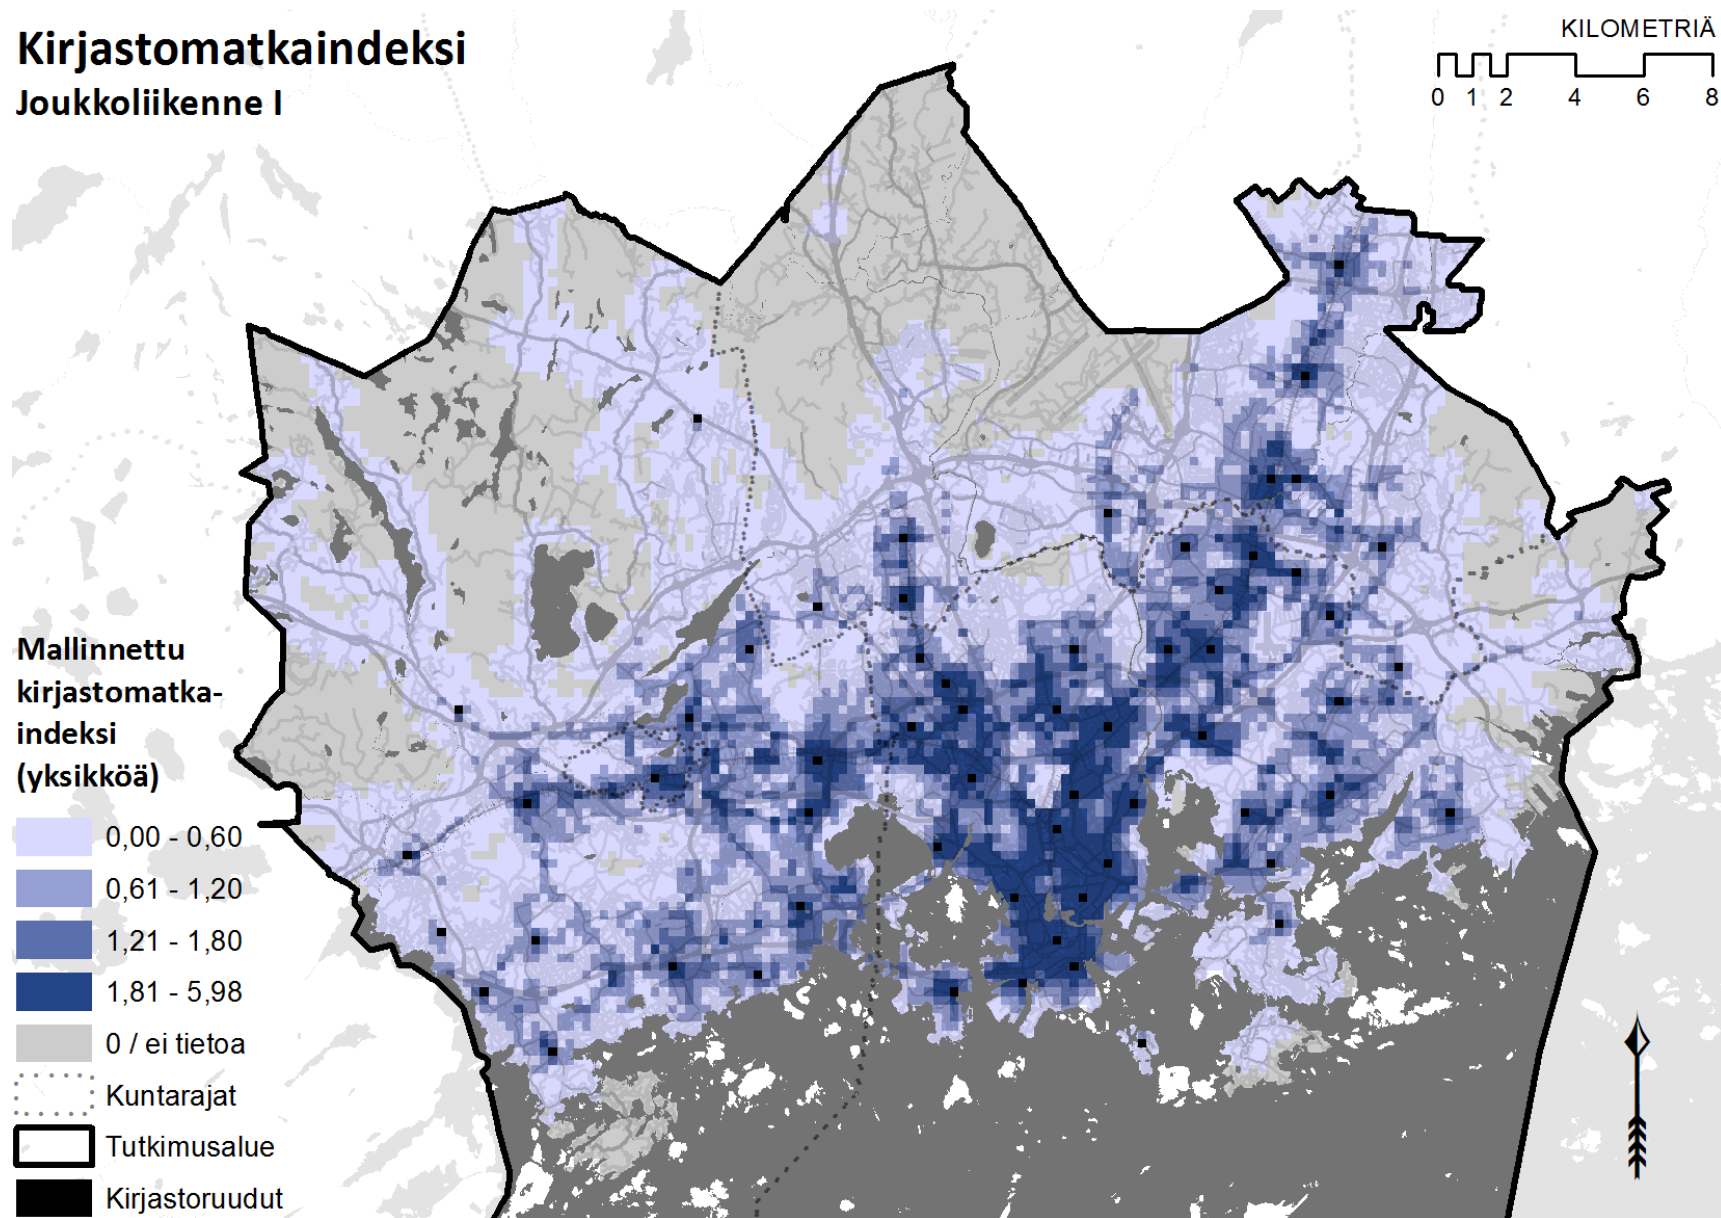 Kirjastomatkaindeksi
Joukkoliikenne I
KILOMETRIÄ
0 1 2 4 6 8
Mallinnettu
kirjastomatka-
indeksi
(yksikköä)
0,00 - 0,60
0,61 - 1,20
1,21 - 1,80
1,81 - 5,98
0 / ei tietoa
Kuntarajat
Tutkimusalue
Kirjastoruudut